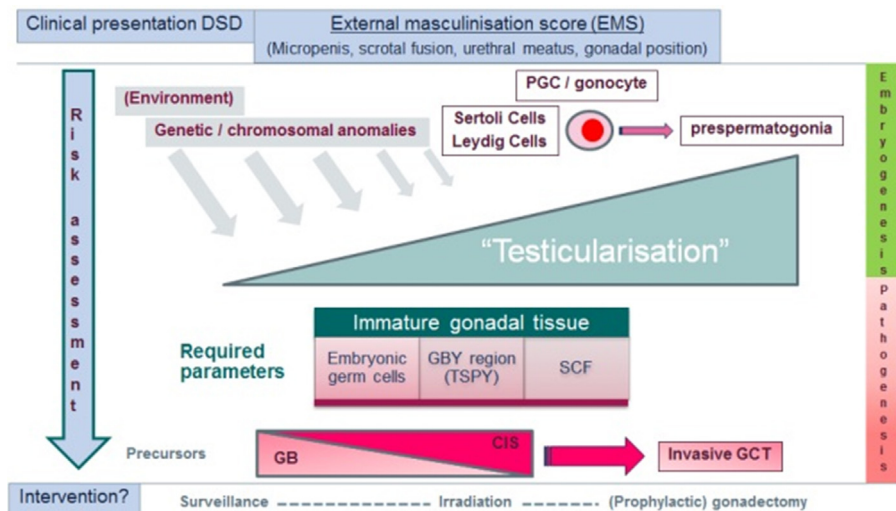 Clinical presentation DSD
External masculinisation score (EMS)
(Micropenis, scrotal fusion, urethral meatus, gonadal position)
Risk assessment
(Environment)
Genetic / chromosomal anomalies
PGC / gonocyte
Sertoli Cells
Leydig Cells
prespermatogonia
Embryogenesis
"Testicularisation"
Immature gonadal tissue
Required
parameters
Embryonic
germ cells
GBY region
(TSPY)
SCF
Pathogenesis
Precursors
GB
CIS
Invasive GCT
Intervention?
Surveillance
Irradiation
(Prophylactic) gonadectomy